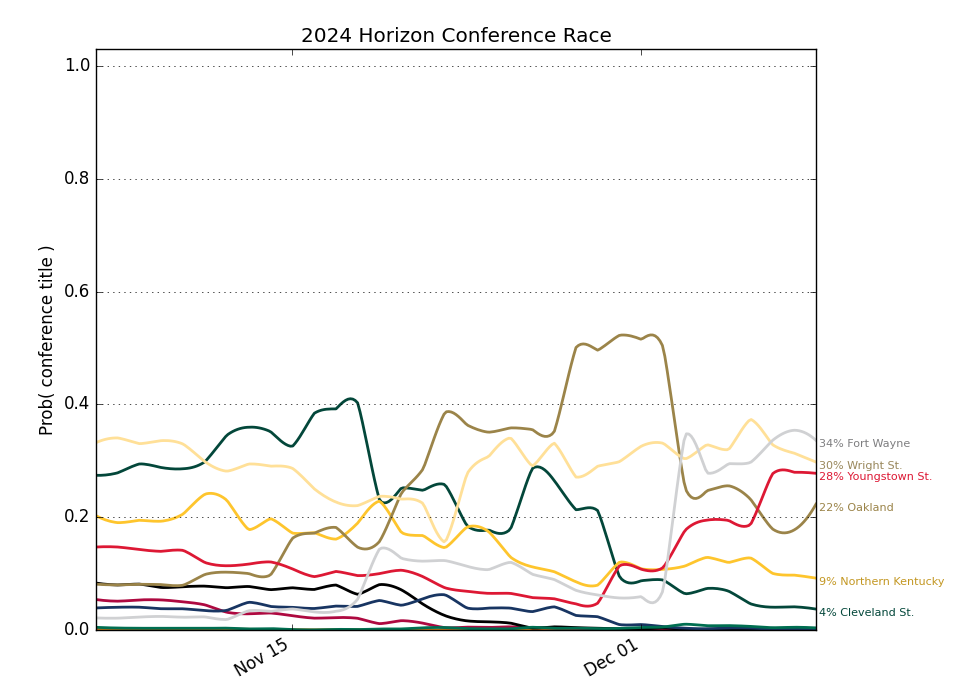 2024 Horizon Conference Race
Prob( conference title )
1.0
0.8
0.6
0.4
0.2
0.0
Nov 15
Dec 01
34% Fort Wayne
30% Wright St.
28% Youngstown St.
22% Oakland
9% Northern Kentucky
4% Cleveland St.